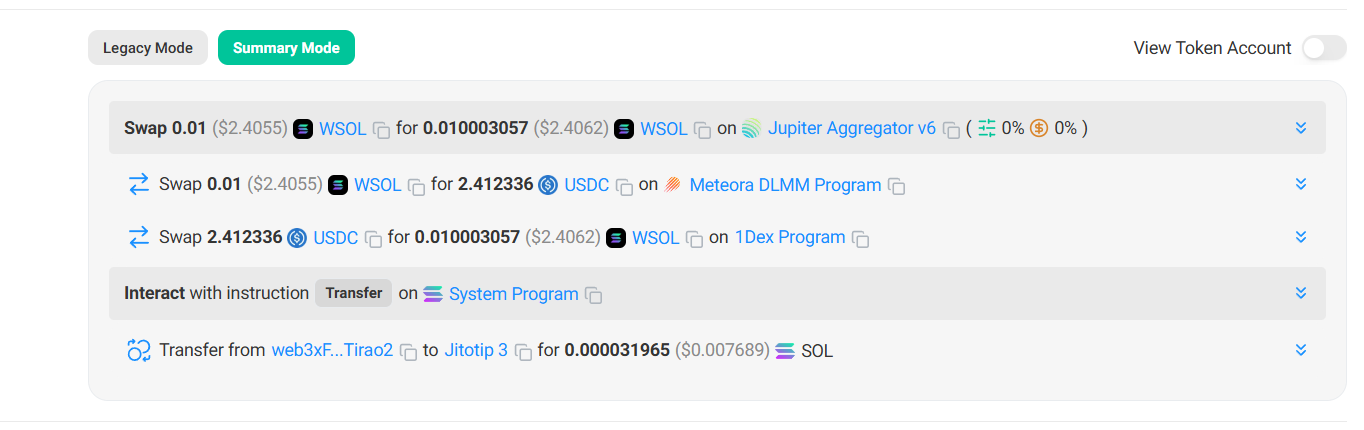 Legacy Mode Summary Mode View Token Account
Swap 0.01 ($2.4055) WSOL for 0.010003057 ($2.4062) WSOL on Jupiter Aggregator v6 ( 0% 0% )
Swap 0.01 ($2.4055) WSOL for 2.412336 USDC on Meteora DLMM Program
Swap 2.412336 USDC for 0.010003057 ($2.4062) WSOL on 1Dex Program
Interact with instruction Transfer on System Program
Transfer from web3xF...Tirao2 to Jitotip 3 for 0.000031965 ($0.007689) SOL